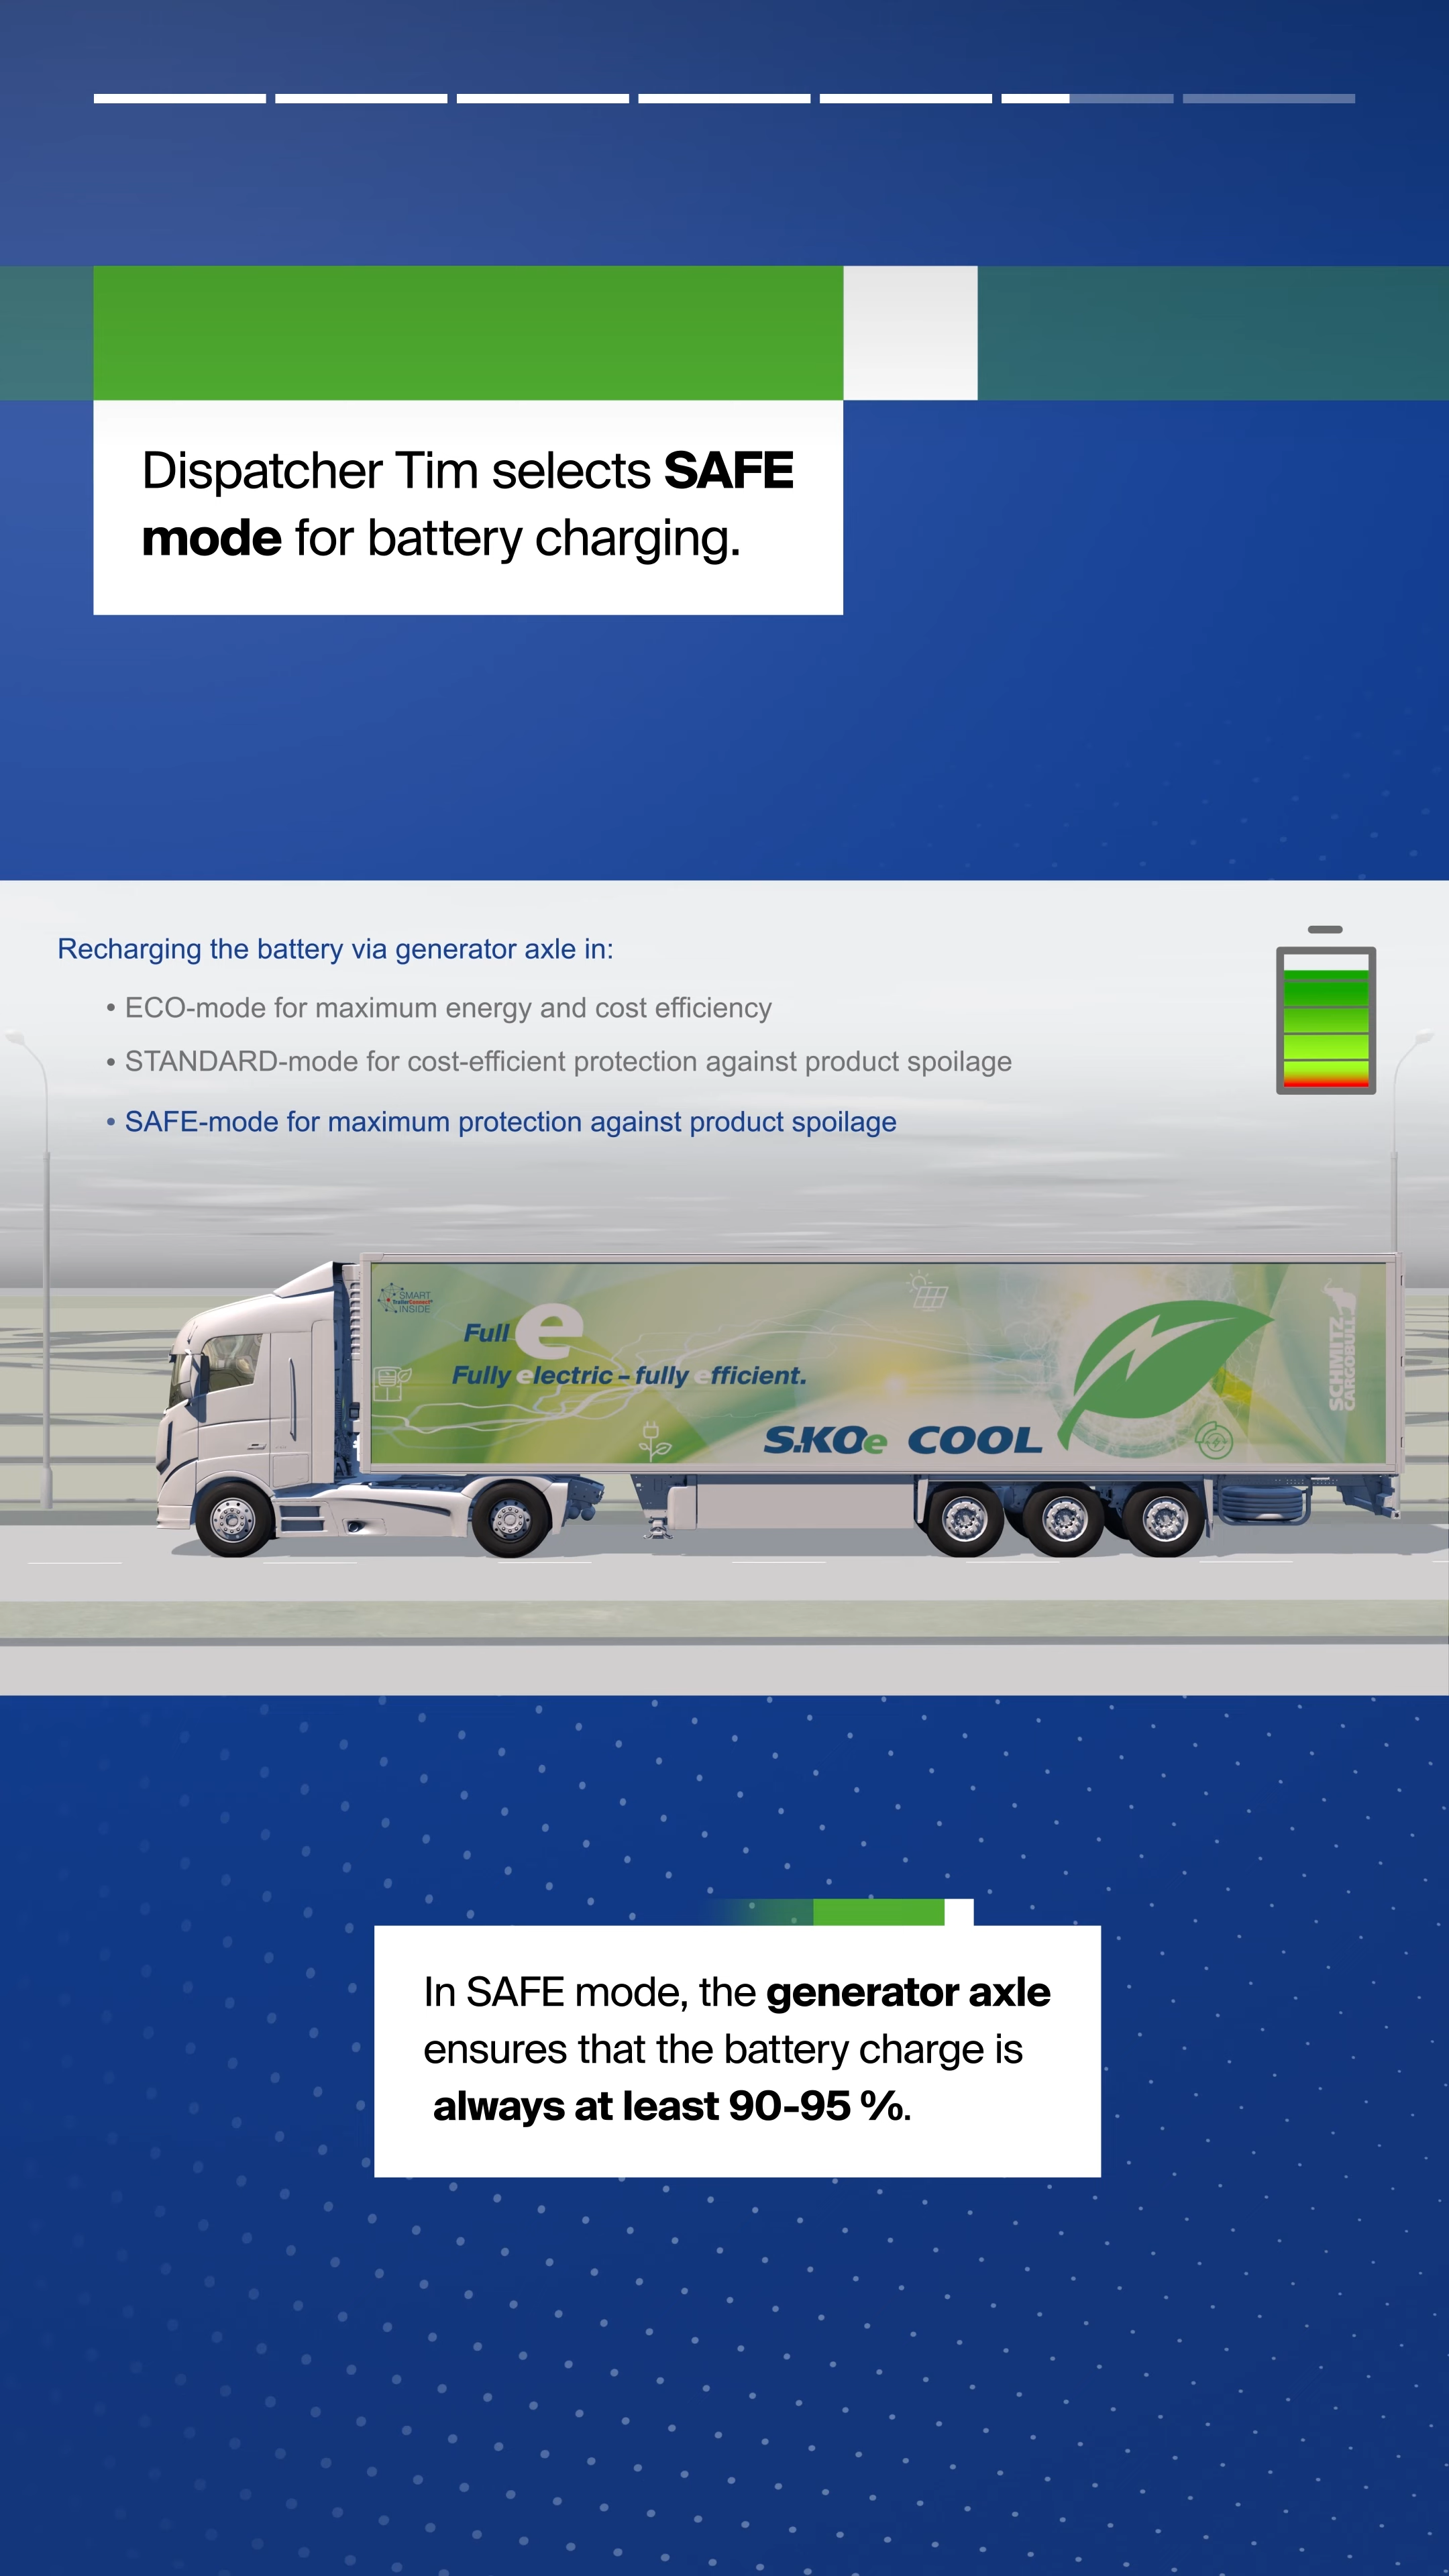 Dispatcher Tim selects SAFE
mode for battery charging.
Recharging the battery via generator axle in:
• ECO-mode for maximum energy and cost efficiency
• STANDARD-mode for cost-efficient protection against product spoilage
• SAFE-mode for maximum protection against product spoilage
SMART
TrailerConnect®
INSIDE
Full e
Fully electric – fully efficient.
S.KOe COOL
SCHMITZ
CARGOBULL
In SAFE mode, the generator axle
ensures that the battery charge is
always at least 90-95 %.